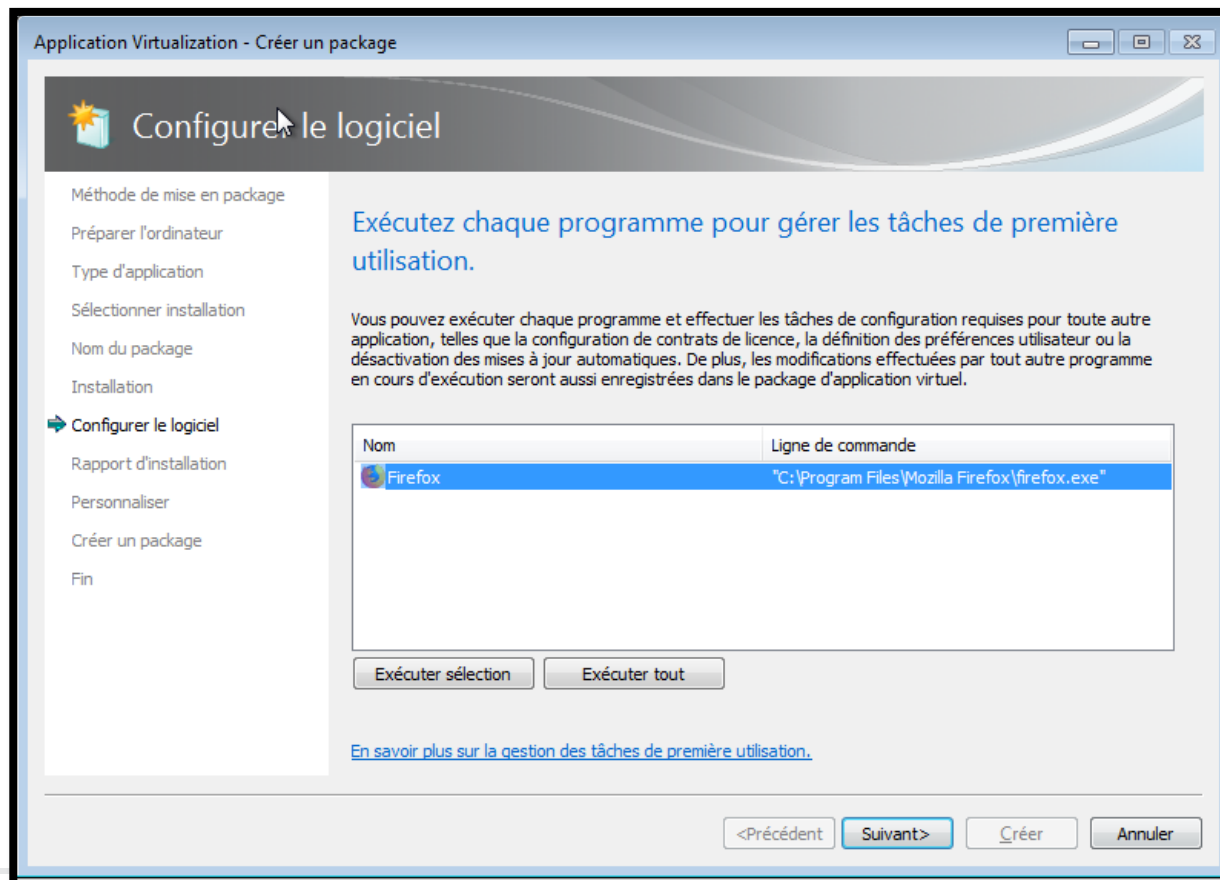 Application Virtualization - Créer un package
Configurer le logiciel
Méthode de mise en package
Préparer l'ordinateur
Type d'application
Sélectionner installation
Nom du package
Installation
Configurer le logiciel
Rapport d'installation
Personnaliser
Créer un package
Fin
Exécutez chaque programme pour gérer les tâches de première
utilisation.
Vous pouvez exécuter chaque programme et effectuer les tâches de configuration requises pour toute autre
application, telles que la configuration de contrats de licence, la définition des préférences utilisateur ou la
désactivation des mises à jour automatiques. De plus, les modifications effectuées par tout autre programme
en cours d'exécution seront aussi enregistrées dans le package d'application virtuel.
Nom Ligne de commande
Firefox "C:\Program Files\Mozilla Firefox\firefox.exe"
Exécuter sélection Exécuter tout
En savoir plus sur la gestion des tâches de première utilisation.
<Précédent Suivant> Créer Annuler